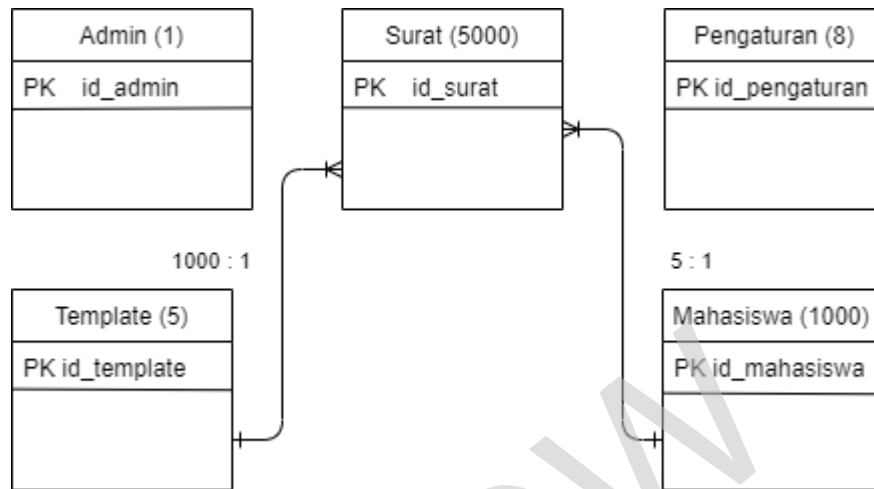 Admin (1)
PK id_admin
Surat (5000)
PK id_surat
Pengaturan (8)
PK id_pengaturan
1000 : 1
5 : 1
Template (5)
PK id_template
Mahasiswa (1000)
PK id_mahasiswa